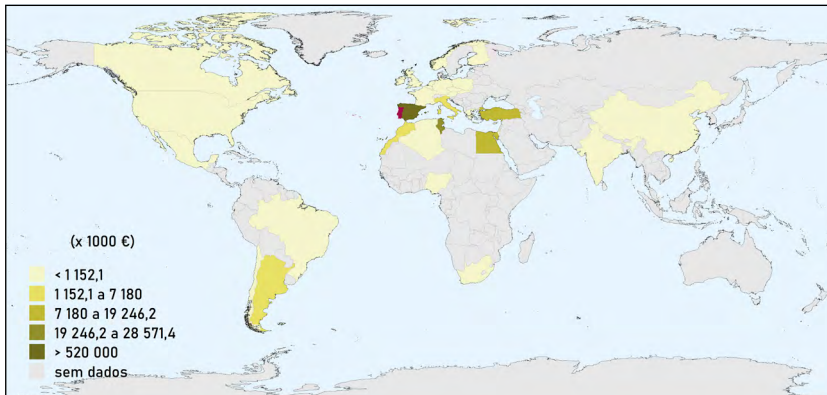 (x 1000 €)
< 1 152,1
1 152,1 a 7 180
7 180 a 19 246,2
19 246,2 a 28 571,4
> 520 000
sem dados